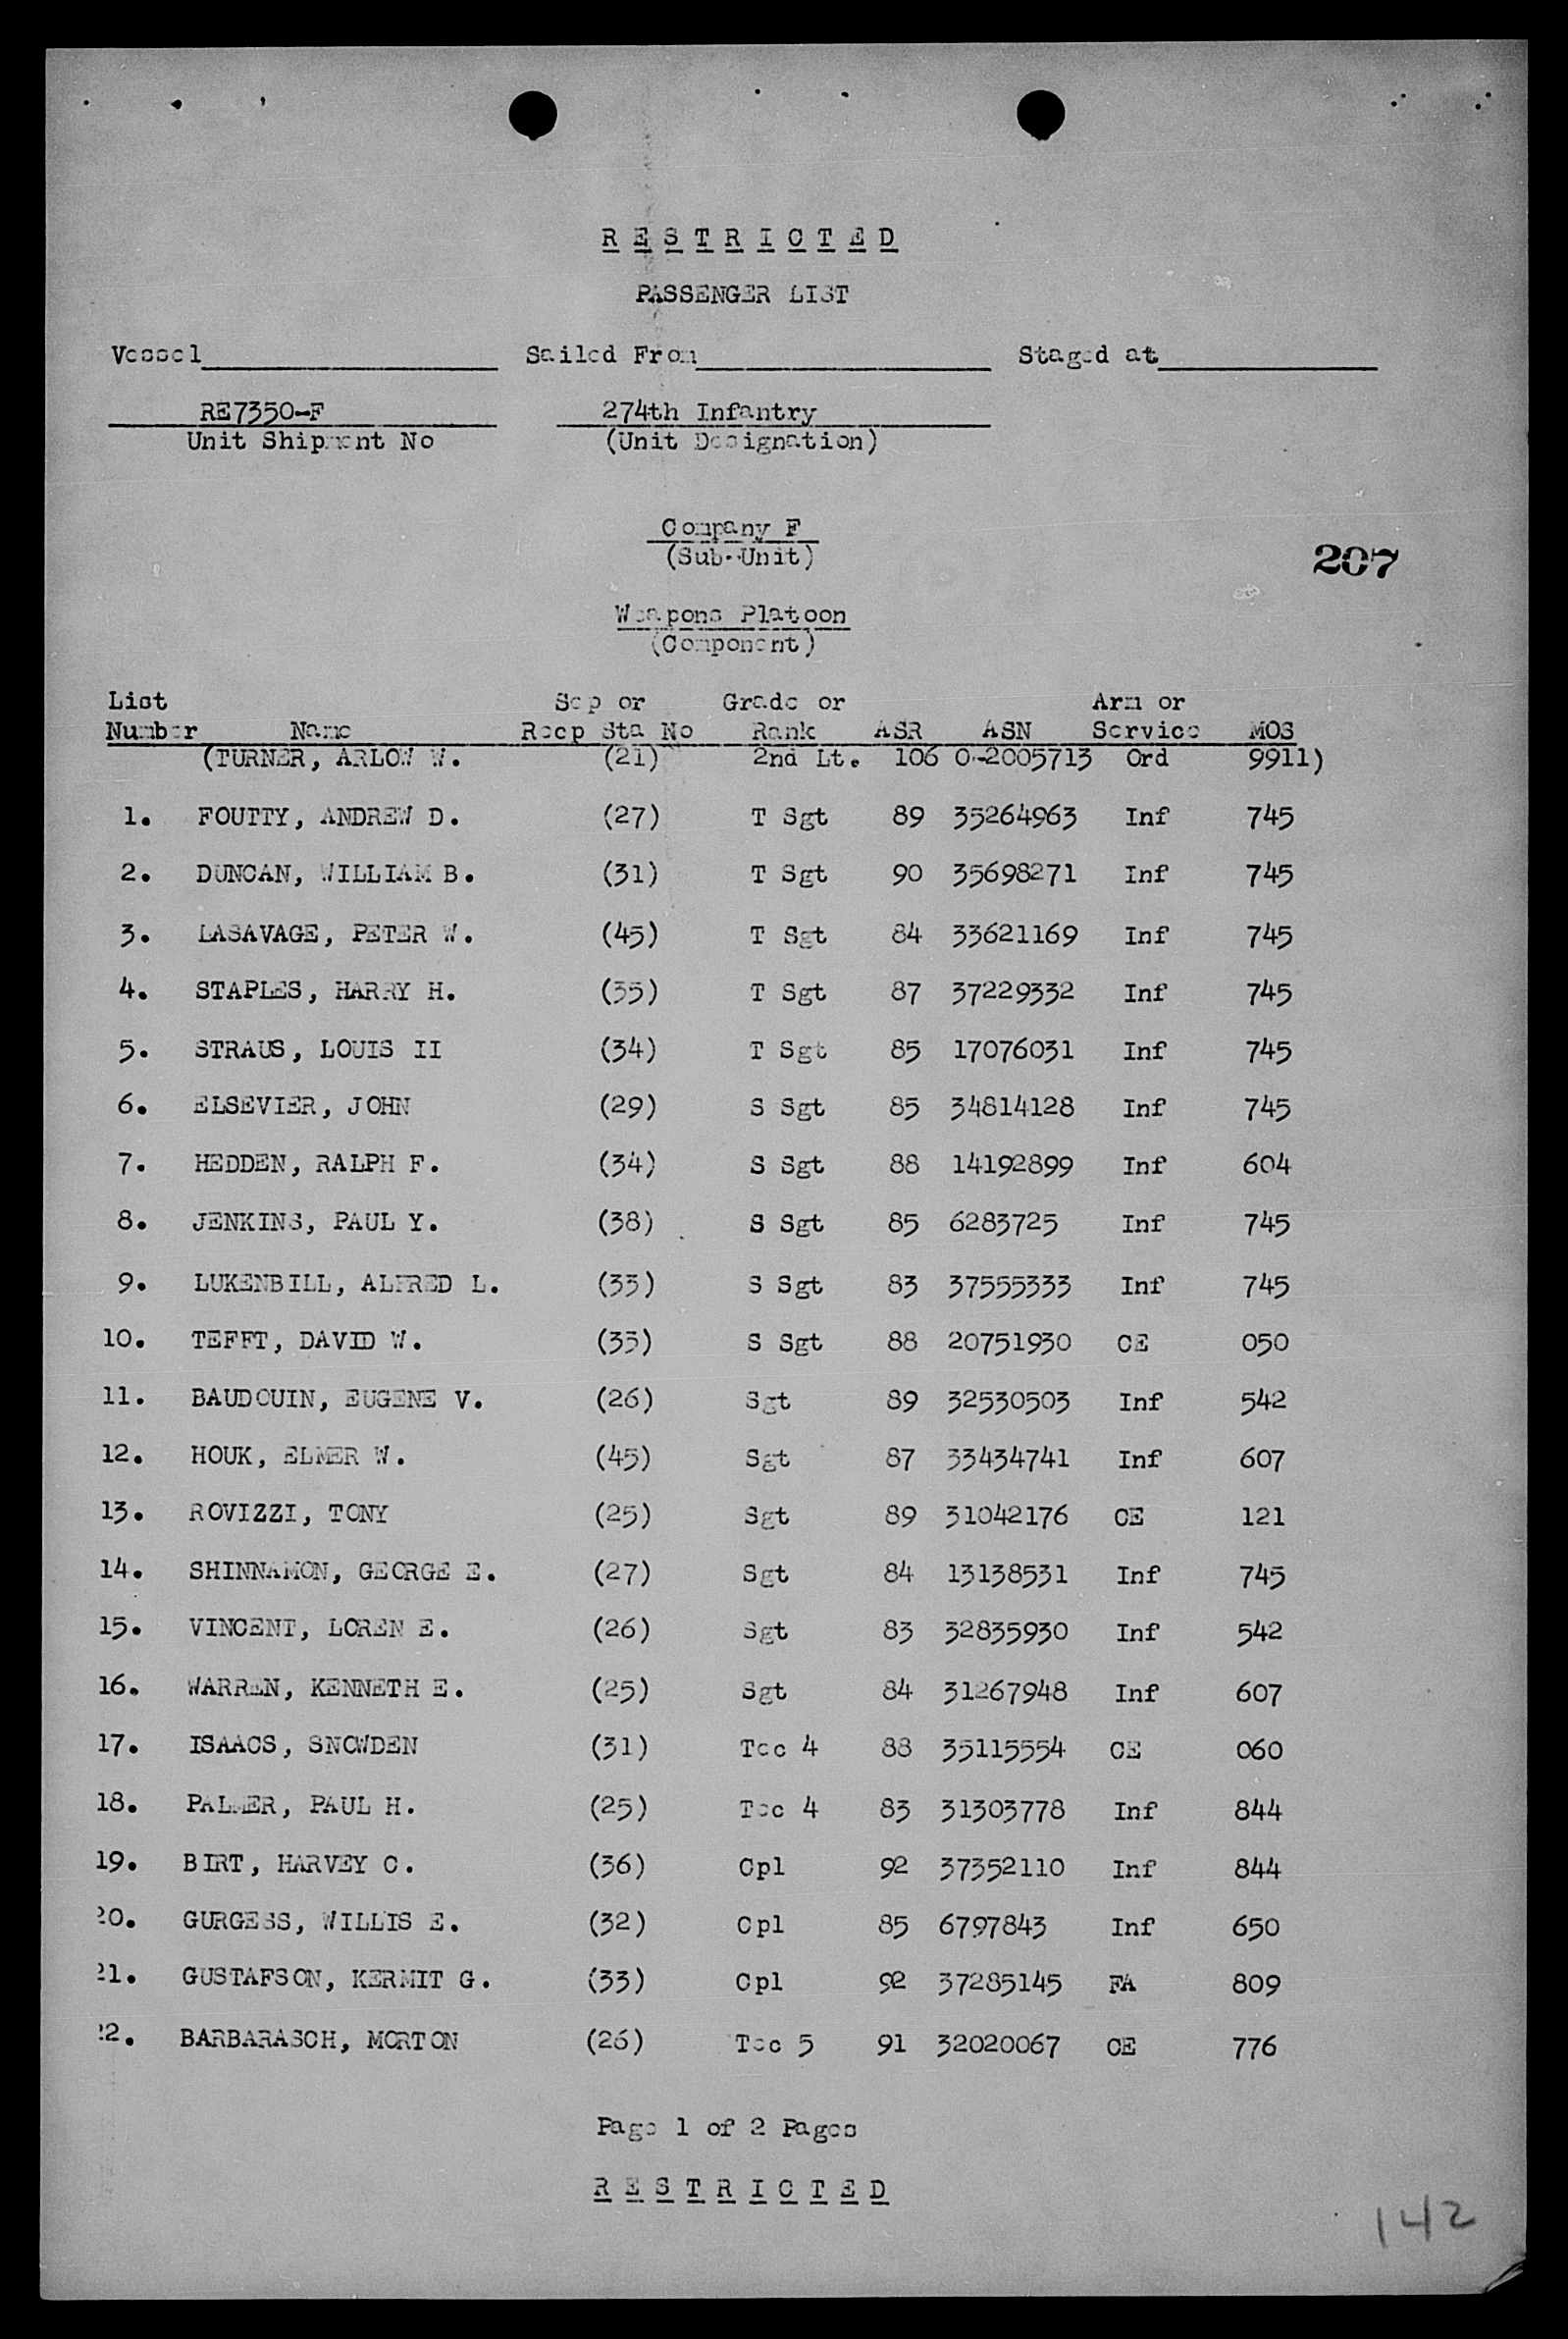 R E S T R I C T E D
PASSENGER LIST
Vessel Sailed From Staged at
RE7350-F 274th Infantry
Unit Shipment No (Unit Designation)
Company F
(Sub-Unit)
207
Weapons Platoon
(Component)
List Sep or Grade or Arm or
Number Name Recp Sta No Rank ASR ASN Service MOS
(TURNER, ARLOW W. (21) 2nd Lt. 106 O-2005713 Ord 9911)
1. FOUTTY, ANDREW D. (27) T Sgt 89 35264963 Inf 745
2. DUNCAN, WILLIAM B. (31) T Sgt 90 35698271 Inf 745
3. LASAVAGE, PETER W. (45) T Sgt 84 33621169 Inf 745
4. STAPLES, HARRY H. (35) T Sgt 87 37229332 Inf 745
5. STRAUS, LOUIS II (34) T Sgt 85 17076031 Inf 745
6. ELSEVIER, JOHN (29) S Sgt 85 34814128 Inf 745
7. HEDDEN, RALPH F. (34) S Sgt 88 14192899 Inf 604
8. JENKINS, PAUL Y. (38) S Sgt 85 6283725 Inf 745
9. LUKENBILL, ALFRED L. (33) S Sgt 83 37555333 Inf 745
10. TEFFT, DAVID W. (33) S Sgt 88 20751930 CE 050
11. BAUDOUIN, EUGENE V. (26) Sgt 89 32530503 Inf 542
12. HOUK, ELMER W. (45) Sgt 87 33434741 Inf 607
13. ROVIZZI, TONY (25) Sgt 89 31042176 CE 121
14. SHINNAMON, GEORGE E. (27) Sgt 84 13138531 Inf 745
15. VINCENT, LOREN E. (26) Sgt 83 32835930 Inf 542
16. WARREN, KENNETH E. (25) Sgt 84 31267948 Inf 607
17. ISAACS, SNOWDEN (31) Tec 4 88 35115554 CE 060
18. PALMER, PAUL H. (25) Tec 4 83 31303778 Inf 844
19. BIRT, HARVEY C. (36) Cpl 92 37352110 Inf 844
20. GURGESS, WILLIS E. (32) Cpl 85 6797843 Inf 650
21. GUSTAFSON, KERMIT G. (33) Cpl 92 37285145 FA 809
22. BARBARASCH, MORTON (26) Tec 5 91 32020067 CE 776
Page 1 of 2 Pages
R E S T R I C T E D
142